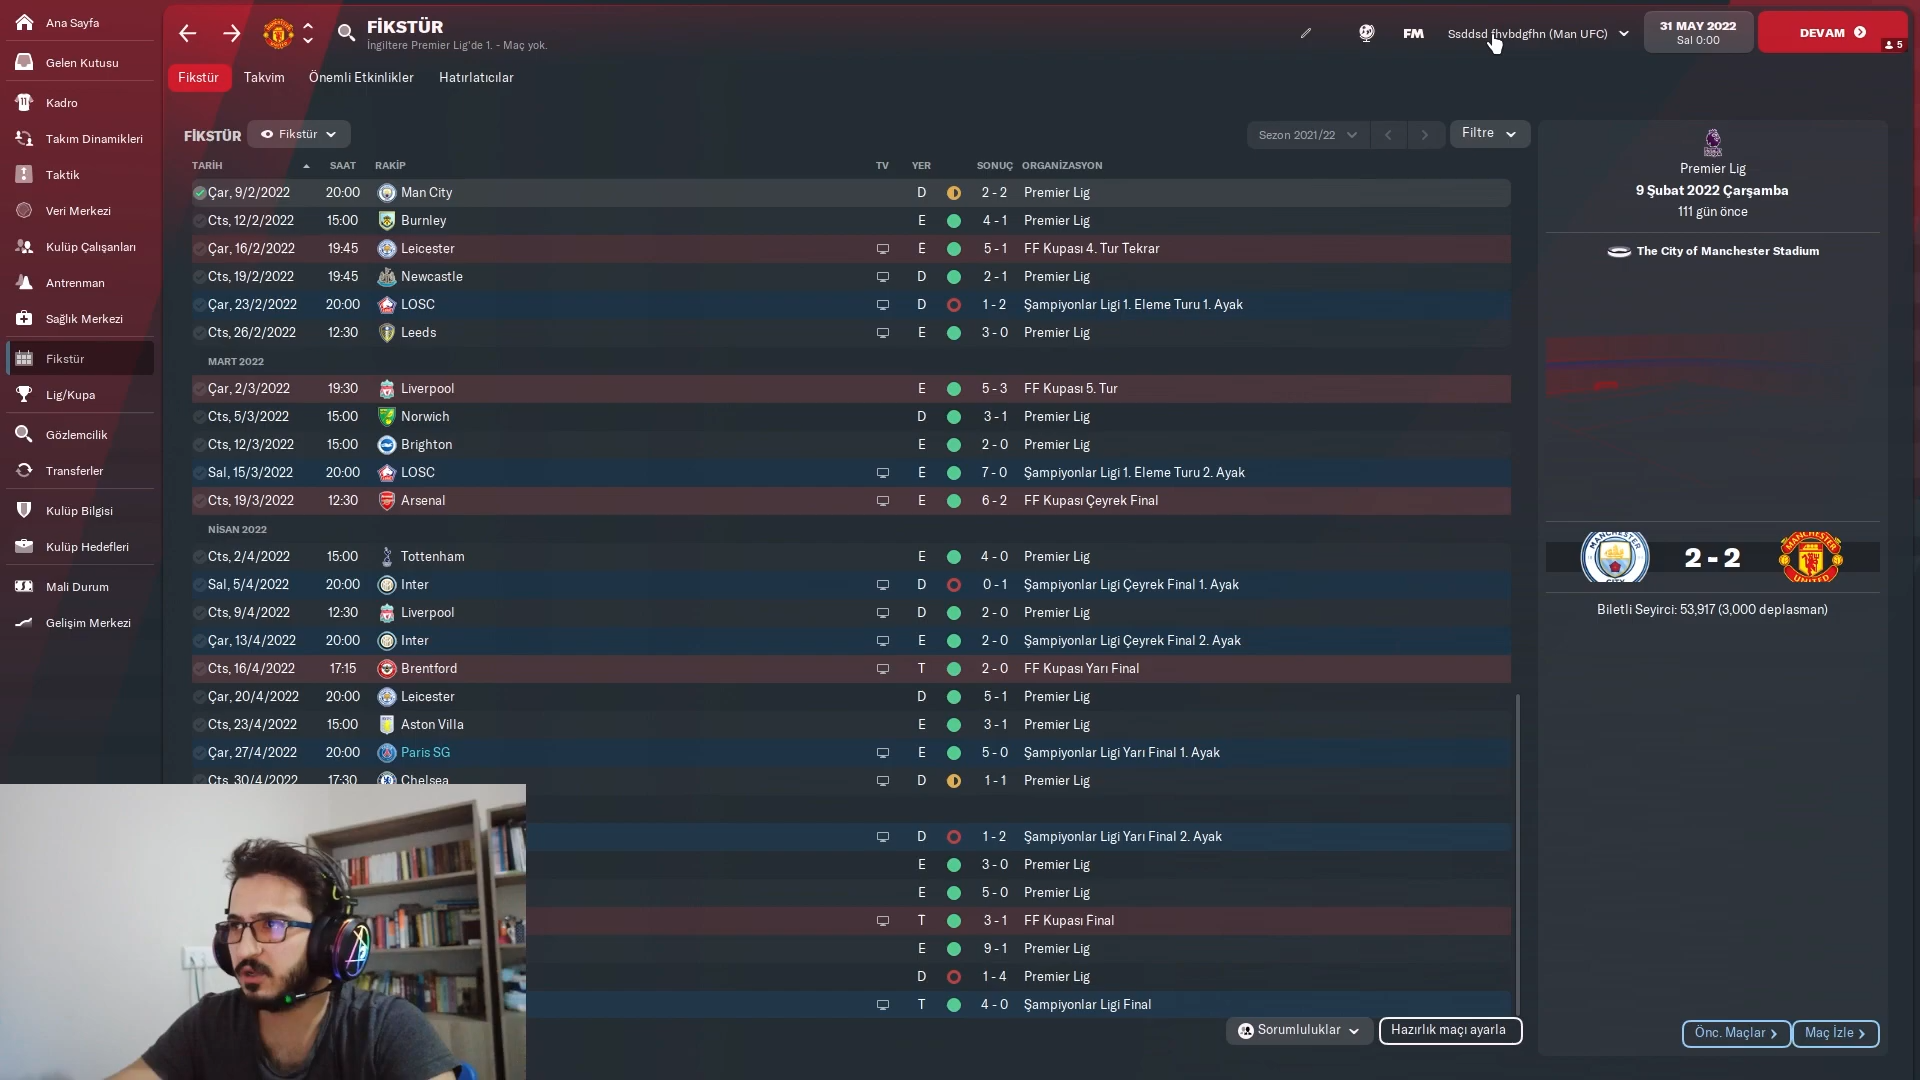 Ana Sayfa
Gelen Kutusu
Kadro
Takım Dinamikleri
Taktik
Veri Merkezi
Kulüp Çalışanları
Antrenman
Sağlık Merkezi
Fikstür
Lig/Kupa
Gözlemcilik
Transferler
Kulüp Bilgisi
Kulüp Hedefleri
Mali Durum
Gelişim Merkezi
FİKSTÜR
İngiltere Premier Lig'de 1. - Maç yok.
FM
Ssddsd fhvbdgfhn (Man UFC)
31 MAY 2022
Sal 0:00
DEVAM
5
Fikstür Takvim Önemli Etkinlikler Hatırlatıcılar
FİKSTÜR Fikstür
Sezon 2021/22 Filtre
TARİH SAAT RAKİP TV YER SONUÇ ORGANİZASYON
Çar, 9/2/2022 20:00 Man City D 2 - 2 Premier Lig
Cts, 12/2/2022 15:00 Burnley E 4 - 1 Premier Lig
Çar, 16/2/2022 19:45 Leicester E 5 - 1 FF Kupası 4. Tur Tekrar
Cts, 19/2/2022 19:45 Newcastle D 2 - 1 Premier Lig
Çar, 23/2/2022 20:00 LOSC D 1 - 2 Şampiyonlar Ligi 1. Eleme Turu 1. Ayak
Cts, 26/2/2022 12:30 Leeds E 3 - 0 Premier Lig
MART 2022
Çar, 2/3/2022 19:30 Liverpool E 5 - 3 FF Kupası 5. Tur
Cts, 5/3/2022 15:00 Norwich D 3 - 1 Premier Lig
Cts, 12/3/2022 15:00 Brighton E 2 - 0 Premier Lig
Sal, 15/3/2022 20:00 LOSC E 7 - 0 Şampiyonlar Ligi 1. Eleme Turu 2. Ayak
Cts, 19/3/2022 12:30 Arsenal E 6 - 2 FF Kupası Çeyrek Final
NİSAN 2022
Cts, 2/4/2022 15:00 Tottenham E 4 - 0 Premier Lig
Sal, 5/4/2022 20:00 Inter D 0 - 1 Şampiyonlar Ligi Çeyrek Final 1. Ayak
Cts, 9/4/2022 12:30 Liverpool D 2 - 0 Premier Lig
Çar, 13/4/2022 20:00 Inter E 2 - 0 Şampiyonlar Ligi Çeyrek Final 2. Ayak
Cts, 16/4/2022 17:15 Brentford T 2 - 0 FF Kupası Yarı Final
Çar, 20/4/2022 20:00 Leicester D 5 - 1 Premier Lig
Cts, 23/4/2022 15:00 Aston Villa E 3 - 1 Premier Lig
Çar, 27/4/2022 20:00 Paris SG E 5 - 0 Şampiyonlar Ligi Yarı Final 1. Ayak
Cts, 30/4/2022 17:30 Chelsea D 1 - 1 Premier Lig
D 1 - 2 Şampiyonlar Ligi Yarı Final 2. Ayak
E 3 - 0 Premier Lig
E 5 - 0 Premier Lig
T 3 - 1 FF Kupası Final
E 9 - 1 Premier Lig
D 1 - 4 Premier Lig
T 4 - 0 Şampiyonlar Ligi Final
Sorumluluklar Hazırlık maçı ayarla
Premier Lig
9 Şubat 2022 Çarşamba
111 gün önce
The City of Manchester Stadium
MANCHESTER CITY 2 - 2 MANCHESTER UNITED
Biletli Seyirci: 53,917 (3,000 deplasman)
Önc. Maçlar Maç İzle